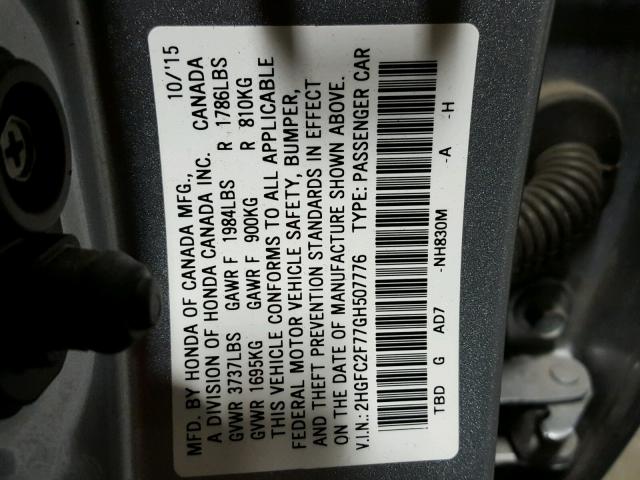 MFD. BY HONDA OF CANADA MFG., 10/'15
A DIVISION OF HONDA CANADA INC. CANADA
GVWR 3737LBS GAWR F 1984LBS R 1786LBS
GVWR 1695KG GAWR F 900KG R 810KG
THIS VEHICLE CONFORMS TO ALL APPLICABLE
FEDERAL MOTOR VEHICLE SAFETY, BUMPER,
AND THEFT PREVENTION STANDARDS IN EFFECT
ON THE DATE OF MANUFACTURE SHOWN ABOVE.
V.I.N.: 2HGFC2F77GH507776 TYPE: PASSENGER CAR
TBD G AD7 -NH830M -A -H